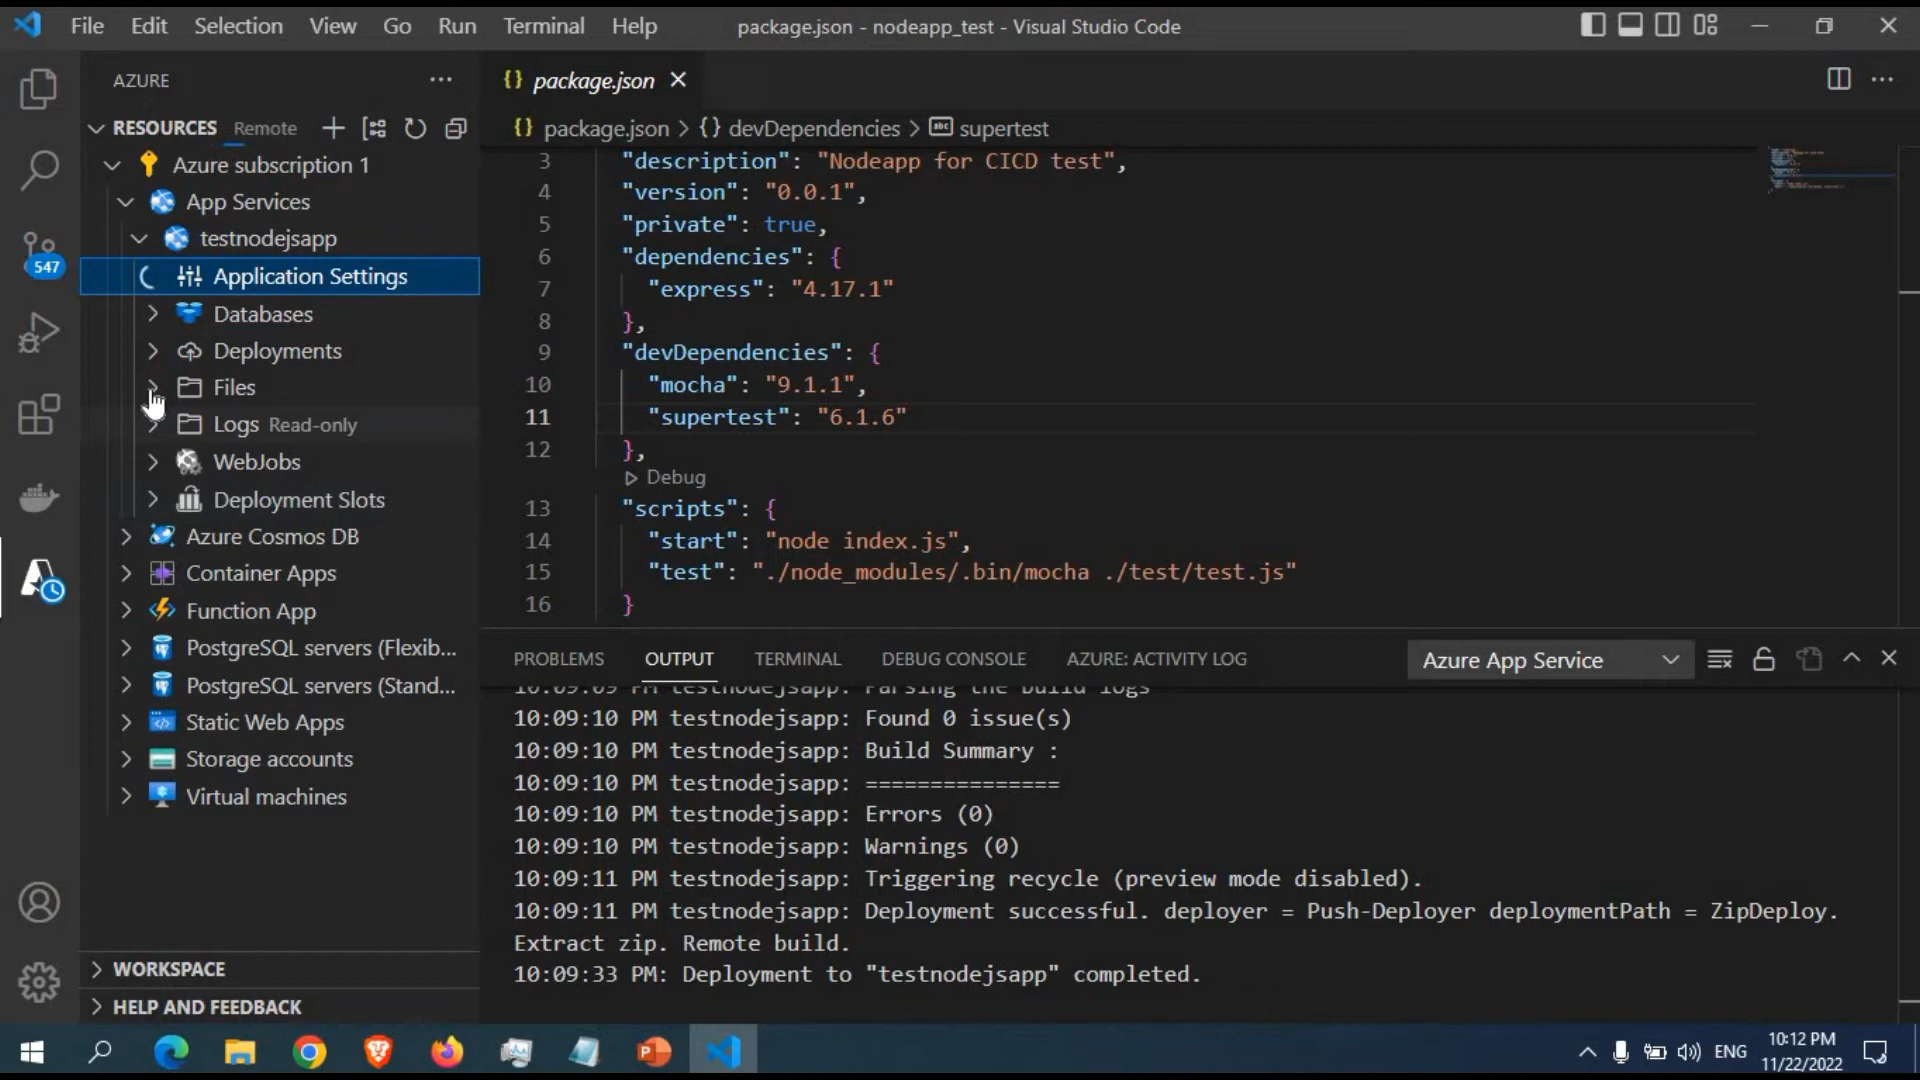 File Edit Selection View Go Run Terminal Help package.json - nodeapp_test - Visual Studio Code
AZURE
RESOURCES Remote
Azure subscription 1
App Services
testnodejsapp
Application Settings
Databases
Deployments
Files
Logs Read-only
WebJobs
Deployment Slots
Azure Cosmos DB
Container Apps
Function App
PostgreSQL servers (Flexib...
PostgreSQL servers (Stand...
Static Web Apps
Storage accounts
Virtual machines
WORKSPACE
HELP AND FEEDBACK
547
{} package.json
{} package.json > {} devDependencies > abc supertest
3 "description": "Nodeapp for CICD test",
4 "version": "0.0.1",
5 "private": true,
6 "dependencies": {
7 "express": "4.17.1"
8 },
9 "devDependencies": {
10 "mocha": "9.1.1",
11 "supertest": "6.1.6"
12 },
Debug
13 "scripts": {
14 "start": "node index.js",
15 "test": "./node_modules/.bin/mocha ./test/test.js"
16 }
PROBLEMS OUTPUT TERMINAL DEBUG CONSOLE AZURE: ACTIVITY LOG Azure App Service
10:09:09 PM testnodejsapp: Parsing the build logs
10:09:10 PM testnodejsapp: Found 0 issue(s)
10:09:10 PM testnodejsapp: Build Summary :
10:09:10 PM testnodejsapp: ===============
10:09:10 PM testnodejsapp: Errors (0)
10:09:10 PM testnodejsapp: Warnings (0)
10:09:11 PM testnodejsapp: Triggering recycle (preview mode disabled).
10:09:11 PM testnodejsapp: Deployment successful. deployer = Push-Deployer deploymentPath = ZipDeploy.
Extract zip. Remote build.
10:09:33 PM: Deployment to "testnodejsapp" completed.
ENG
10:12 PM
11/22/2022